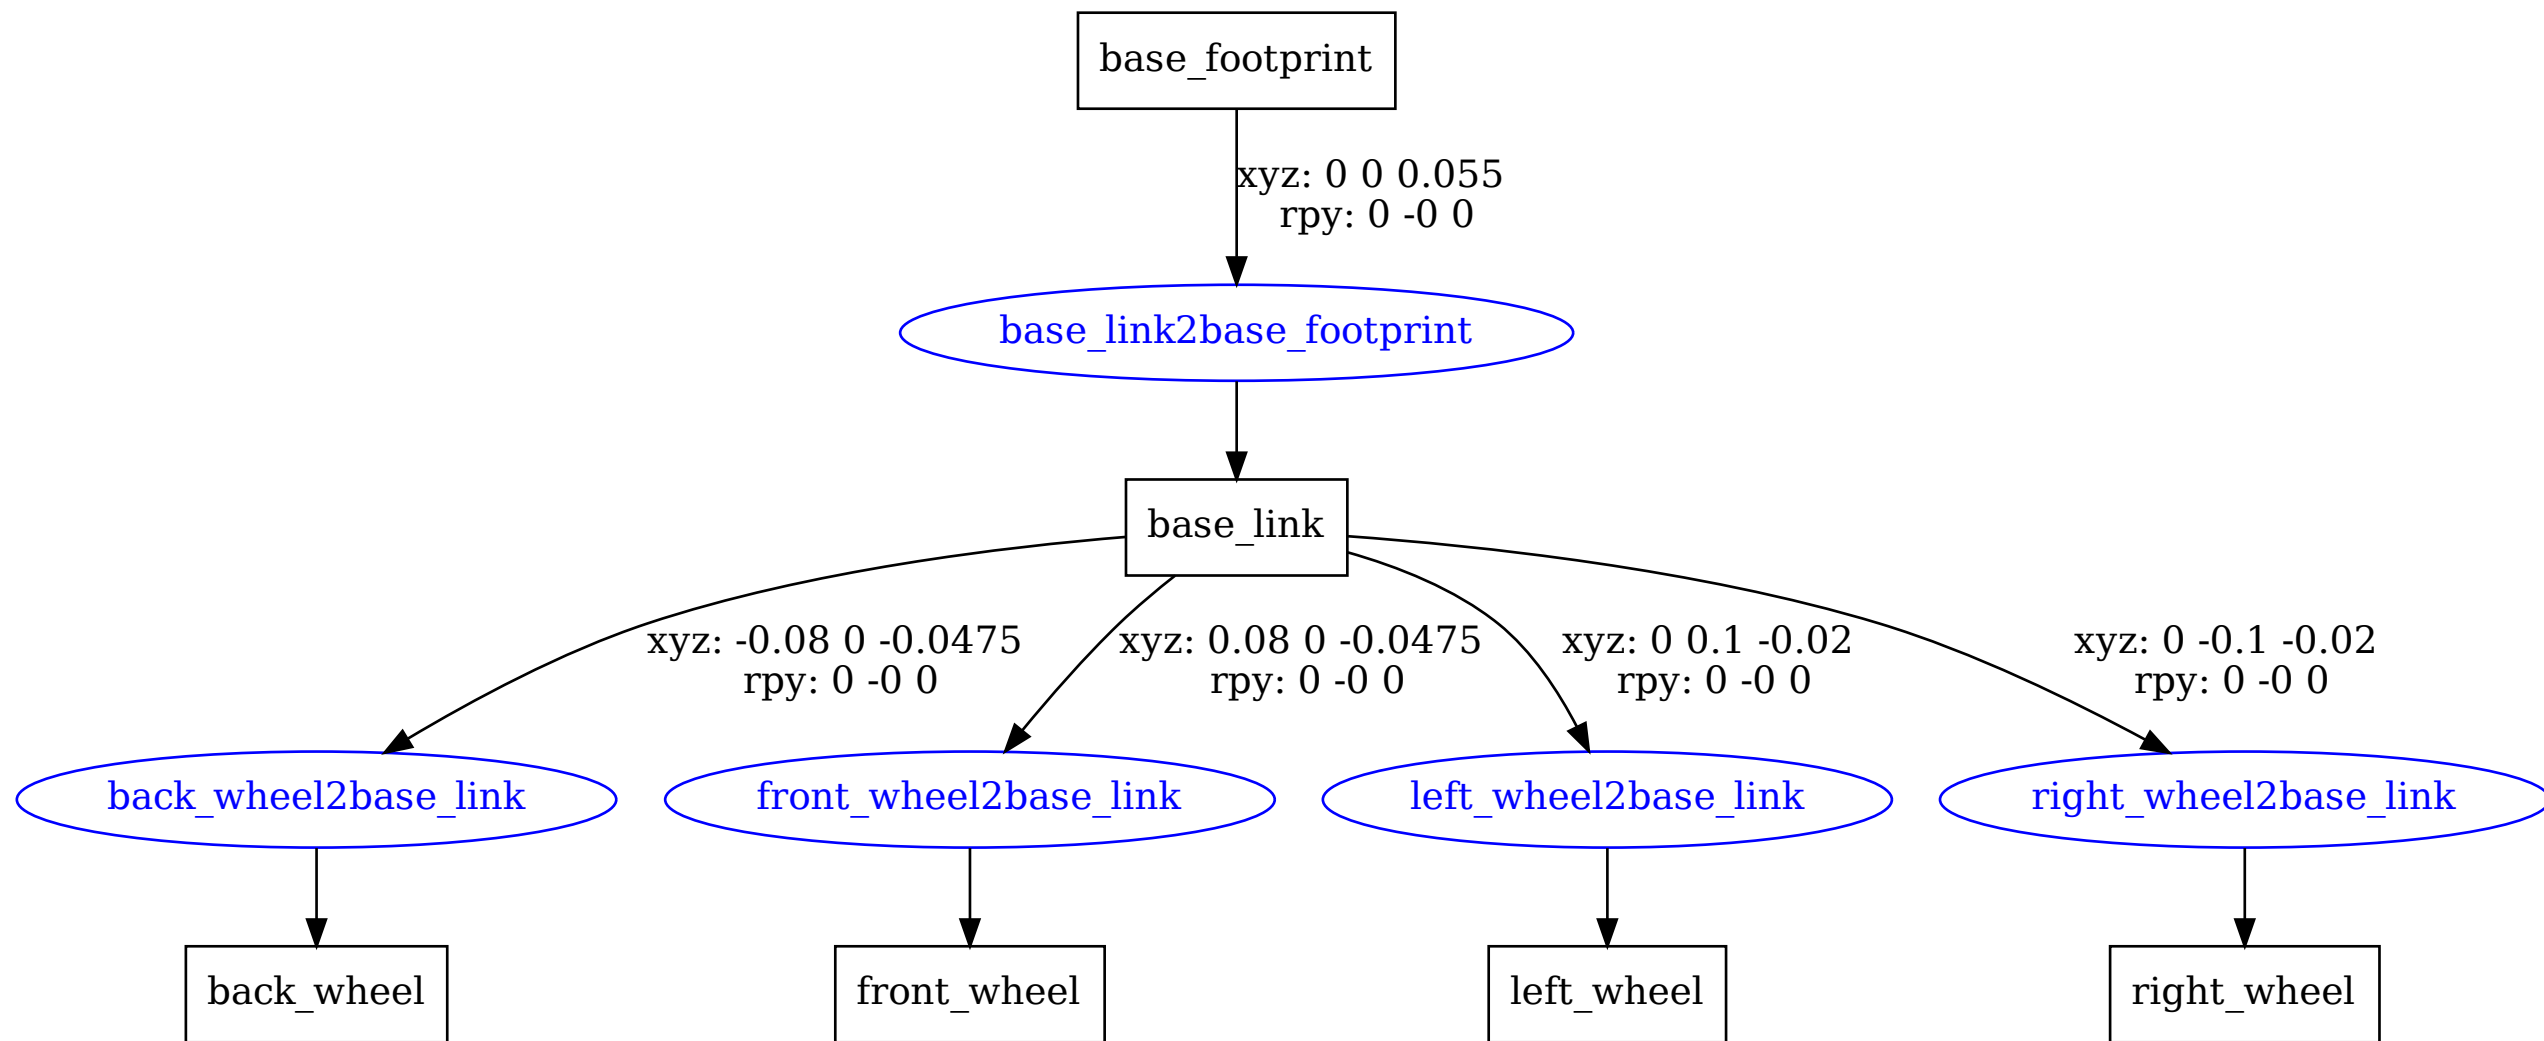 base_footprint
xyz: 0 0 0.055
rpy: 0 -0 0
base_link2base_footprint
base_link
xyz: -0.08 0 -0.0475
rpy: 0 -0 0
xyz: 0.08 0 -0.0475
rpy: 0 -0 0
xyz: 0 0.1 -0.02
rpy: 0 -0 0
xyz: 0 -0.1 -0.02
rpy: 0 -0 0
back_wheel2base_link
front_wheel2base_link
left_wheel2base_link
right_wheel2base_link
back_wheel
front_wheel
left_wheel
right_wheel